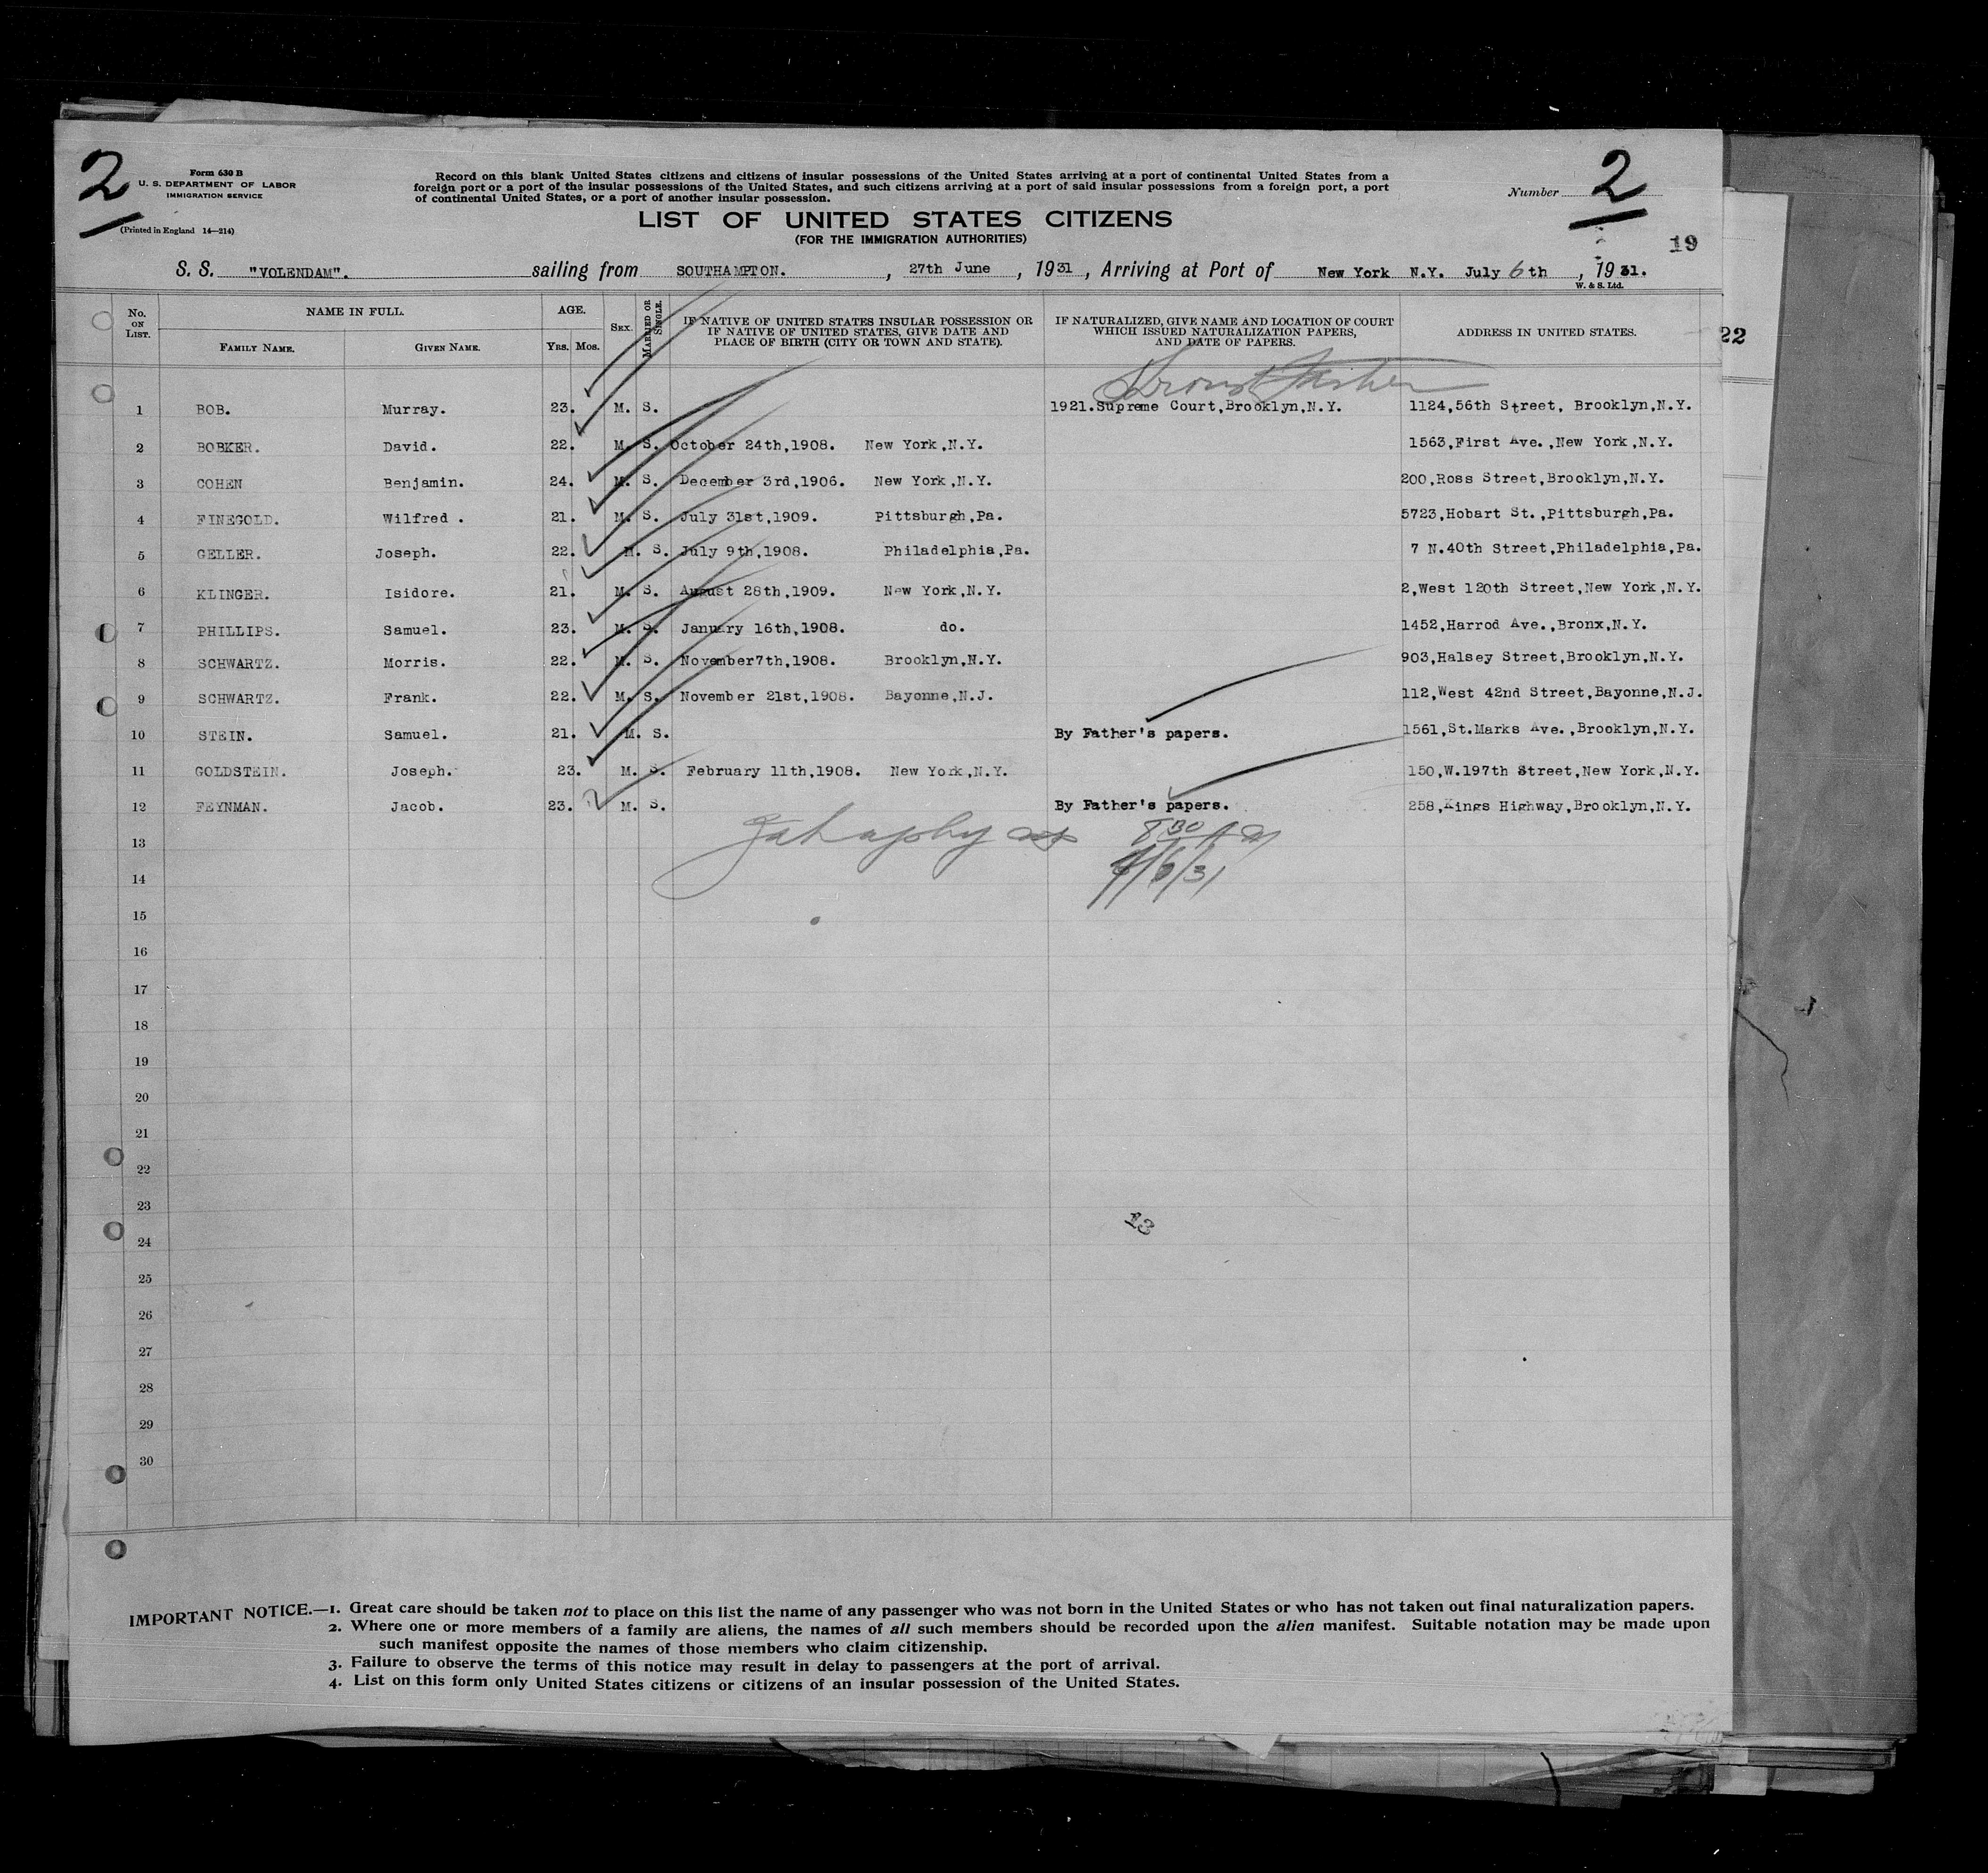 2
Form 630 B
U. S. DEPARTMENT OF LABOR
IMMIGRATION SERVICE
(Printed in England 14—214)
Record on this blank United States citizens and citizens of insular possessions of the United States arriving at a port of continental United States from a
foreign port or a port of the insular possessions of the United States, and such citizens arriving at a port of said insular possessions from a foreign port, a port
of continental United States, or a port of another insular possession.
Number 2
LIST OF UNITED STATES CITIZENS
(FOR THE IMMIGRATION AUTHORITIES)
19
S. S. "VOLENDAM". sailing from SOUTHAMPTON. , 27th June , 1931 , Arriving at Port of New York N.Y. July 6th , 1931.
W. & S. Ltd.
No. ON LIST. NAME IN FULL. FAMILY NAME. GIVEN NAME. AGE. YRS. MOS. SEX. MARRIED OR SINGLE. IF NATIVE OF UNITED STATES INSULAR POSSESSION OR IF NATIVE OF UNITED STATES, GIVE DATE AND PLACE OF BIRTH (CITY OR TOWN AND STATE). IF NATURALIZED, GIVE NAME AND LOCATION OF COURT WHICH ISSUED NATURALIZATION PAPERS, AND DATE OF PAPERS. ADDRESS IN UNITED STATES.
22
1 BOB. Murray. 23. M. S. 1921.Supreme Court,Brooklyn,N.Y. 1124,56th Street, Brooklyn,N.Y.
2 BOBKER. David. 22. M. S. October 24th,1908. New York,N.Y. 1563,First Ave.,New York,N.Y.
3 COHEN Benjamin. 24. M. S. December 3rd,1906. New York,N.Y. 200,Ross Street,Brooklyn,N.Y.
4 FINEGOLD. Wilfred . 21. M. S. July 31st,1909. Pittsburgh,Pa. 5723,Hobart St.,Pittsburgh,Pa.
5 GELLER. Joseph. 22. M. S. July 9th,1908. Philadelphia,Pa. 7 N.40th Street,Philadelphia,Pa.
6 KLINGER. Isidore. 21. M. S. August 28th,1909. New York,N.Y. 2,West 120th Street,New York,N.Y.
7 PHILLIPS. Samuel. 23. M. S. January 16th,1908. do. 1452,Harrod Ave.,Bronx,N.Y.
8 SCHWARTZ. Morris. 22. M. S. November7th,1908. Brooklyn,N.Y. 903,Halsey Street,Brooklyn,N.Y.
9 SCHWARTZ. Frank. 22. M. S. November 21st,1908. Bayonne,N.J. 112,West 42nd Street,Bayonne,N.J.
10 STEIN. Samuel. 21. M. S. By Father's papers. 1561,St.Marks Ave.,Brooklyn,N.Y.
11 GOLDSTEIN. Joseph. 23. M. S. February 11th,1908. New York,N.Y. 150,W.197th Street,New York,N.Y.
12 FEYNMAN. Jacob. 23. M. S. By Father's papers. 258,Kings Highway,Brooklyn,N.Y.
13
14
15
16
17
18
19
20
21
22
23
13
24
25
26
27
28
29
30
IMPORTANT NOTICE.—1. Great care should be taken not to place on this list the name of any passenger who was not born in the United States or who has not taken out final naturalization papers.
2. Where one or more members of a family are aliens, the names of all such members should be recorded upon the alien manifest. Suitable notation may be made upon
such manifest opposite the names of those members who claim citizenship.
3. Failure to observe the terms of this notice may result in delay to passengers at the port of arrival.
4. List on this form only United States citizens or citizens of an insular possession of the United States.